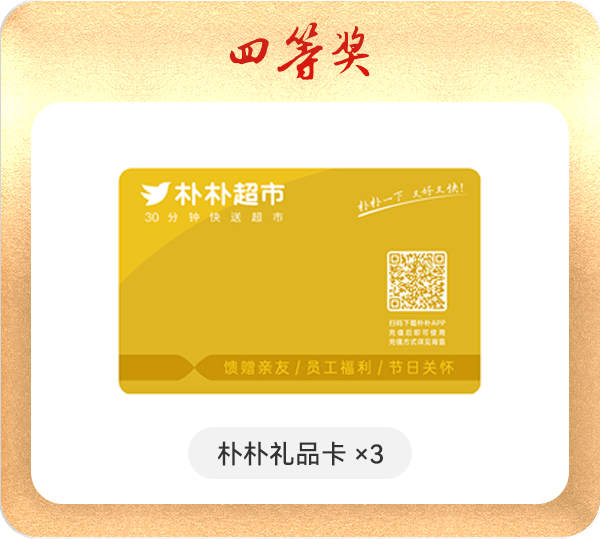 四等奖
朴朴超市
30分钟快送超市
朴朴一下 又好又快!
扫码下载朴朴APP
充值后即可使用
充值方式详见背面
馈赠亲友/员工福利/节日关怀
朴朴礼品卡 ×3